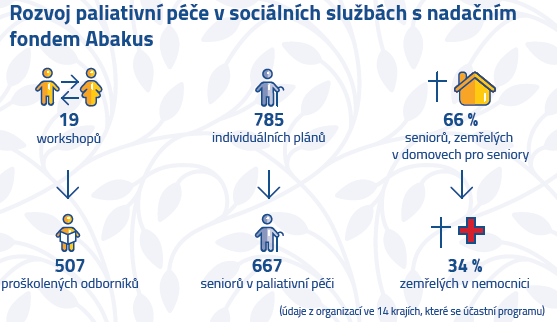 Rozvoj paliativní péče v sociálních službách s nadačním
fondem Abakus
19
workshopů
785
individuálních plánů
66 %
seniorů, zemřelých
v domovech pro seniory
507
proškolených odborníků
667
seniorů v paliativní péči
34 %
zemřelých v nemocnici
(údaje z organizací ve 14 krajích, které se účastní programu)